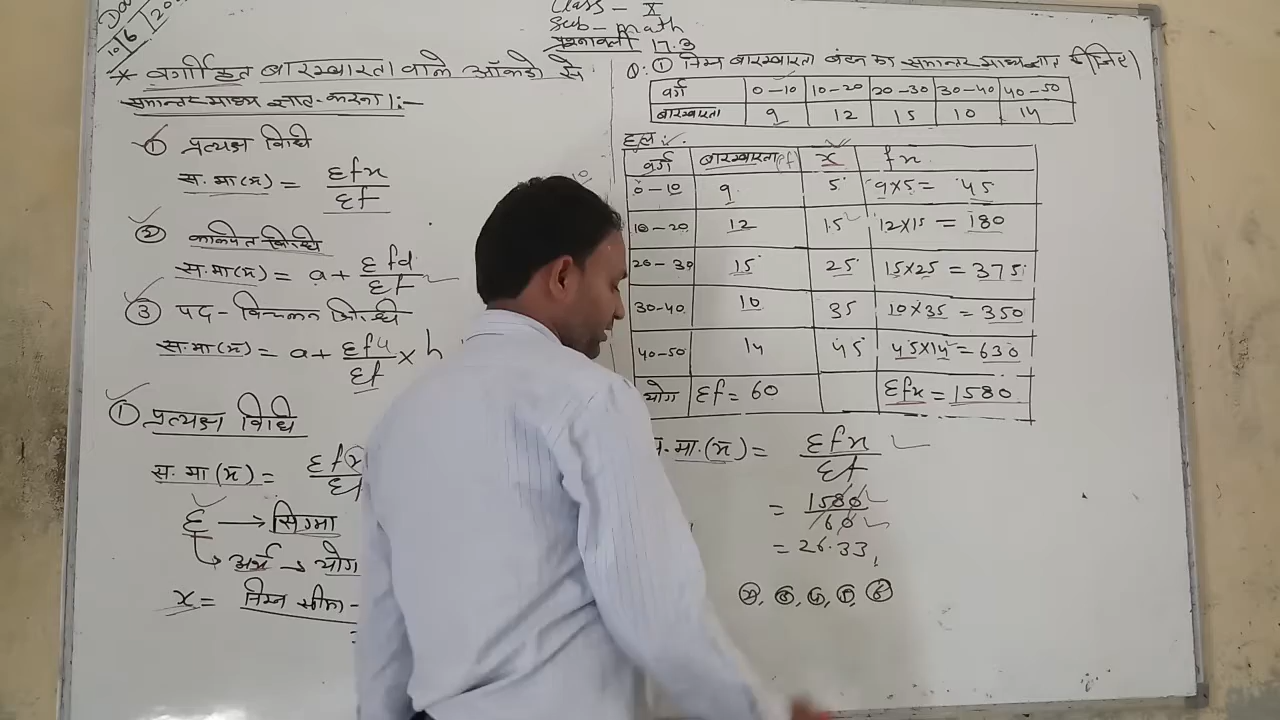 Class - X
Sub - math
प्रश्नावली 17.3
* वर्गीकृत बारम्बारता वाले आँकड़ो से
समान्तर माध्य ज्ञात करना।:-
① प्रत्यक्ष विधि
स.मा(x̄) = Σfx / Σf
② कल्पित विधि
स.मा(x̄) = a + Σfd / Σf
③ पद-विचलन विधि
स.मा(x̄) = a + Σfu / Σf × h
① प्रत्यक्ष विधि
स.मा(x̄) =
Σ → सिग्मा
अर्थ → योग
x = निम्न सीमा -
Q: ① निम्न बारम्बारता बंटन का समान्तर माध्य ज्ञात कीजिए।
वर्ग 0-10 10-20 20-30 30-40 40-50
बारम्बारता 9 12 15 10 14
हल:
वर्ग बारम्बारता(f) x fx
0-10 9 5 9×5 = 45
10-20 12 15 12×15 = 180
20-30 15 25 15×25 = 375
30-40 10 35 10×35 = 350
40-50 14 45 45×14 = 630
योग Σf = 60 Σfx = 1580
मा.(x̄) = Σfx / Σf
= 1580 / 60
= 26.33